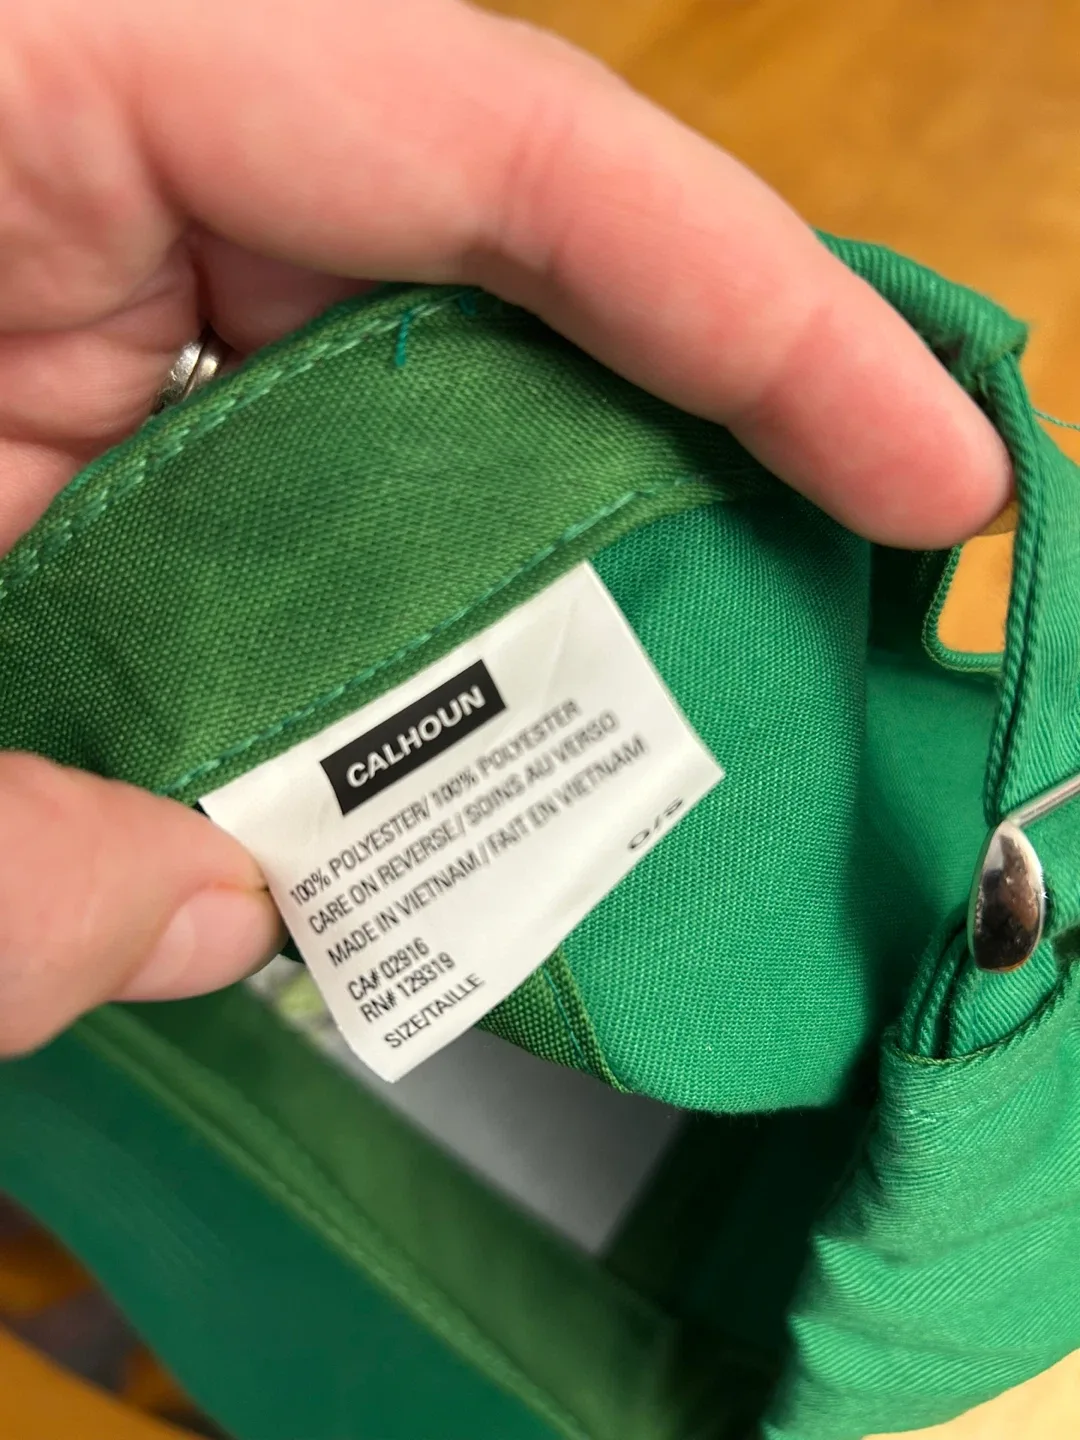 CALHOUN
100% POLYESTER/ 100% POLYESTER
CARE ON REVERSE/ SOINS AU VERSO
MADE IN VIETNAM / FAIT EN VIETNAM
CA# 02916
RN# 129319
SIZE/TAILLE
O/S